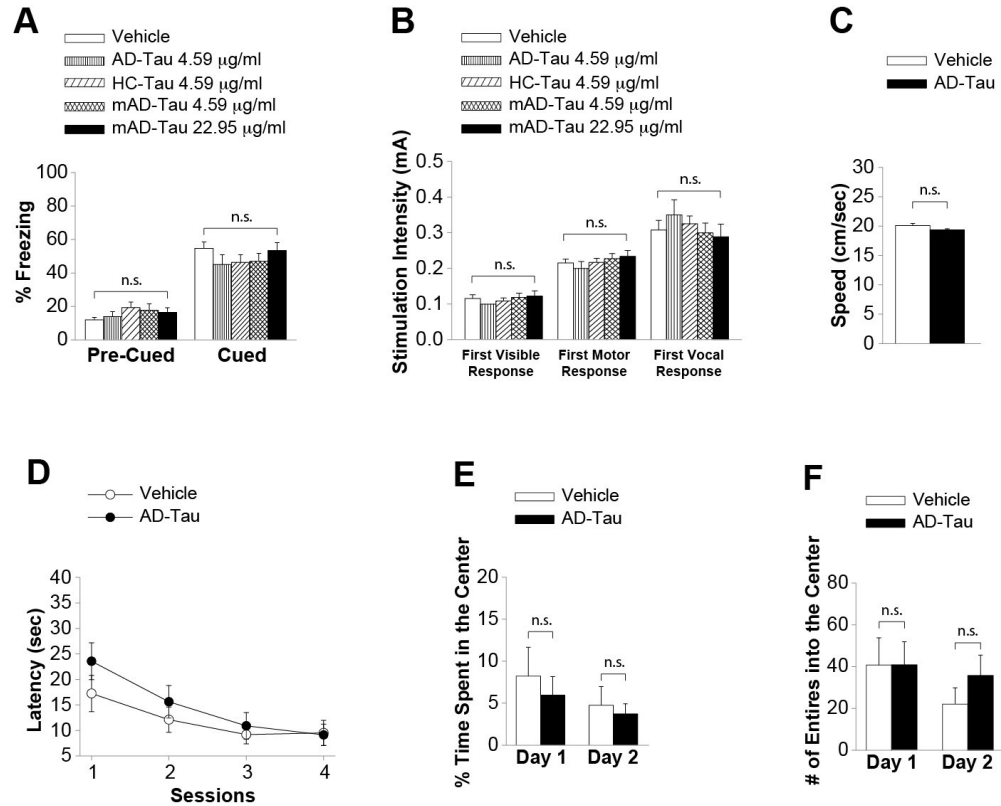 A
Vehicle
AD-Tau 4.59 μg/ml
HC-Tau 4.59 μg/ml
mAD-Tau 4.59 μg/ml
mAD-Tau 22.95 μg/ml
% Freezing
100
80
60
40
20
0
n.s.
n.s.
Pre-Cued
Cued
B
Vehicle
AD-Tau 4.59 μg/ml
HC-Tau 4.59 μg/ml
mAD-Tau 4.59 μg/ml
mAD-Tau 22.95 μg/ml
Stimulation Intensity (mA)
0.5
0.4
0.3
0.2
0.1
0.0
n.s.
n.s.
n.s.
First Visible
Response
First Motor
Response
First Vocal
Response
C
Vehicle
AD-Tau
Speed (cm/sec)
30
25
20
15
10
5
0
n.s.
D
Vehicle
AD-Tau
Latency (sec)
40
35
30
25
20
15
10
5
1
2
3
4
Sessions
E
Vehicle
AD-Tau
% Time Spent in the Center
20
15
10
5
0
n.s.
n.s.
Day 1
Day 2
F
Vehicle
AD-Tau
# of Entires into the Center
80
60
40
20
0
n.s.
n.s.
Day 1
Day 2